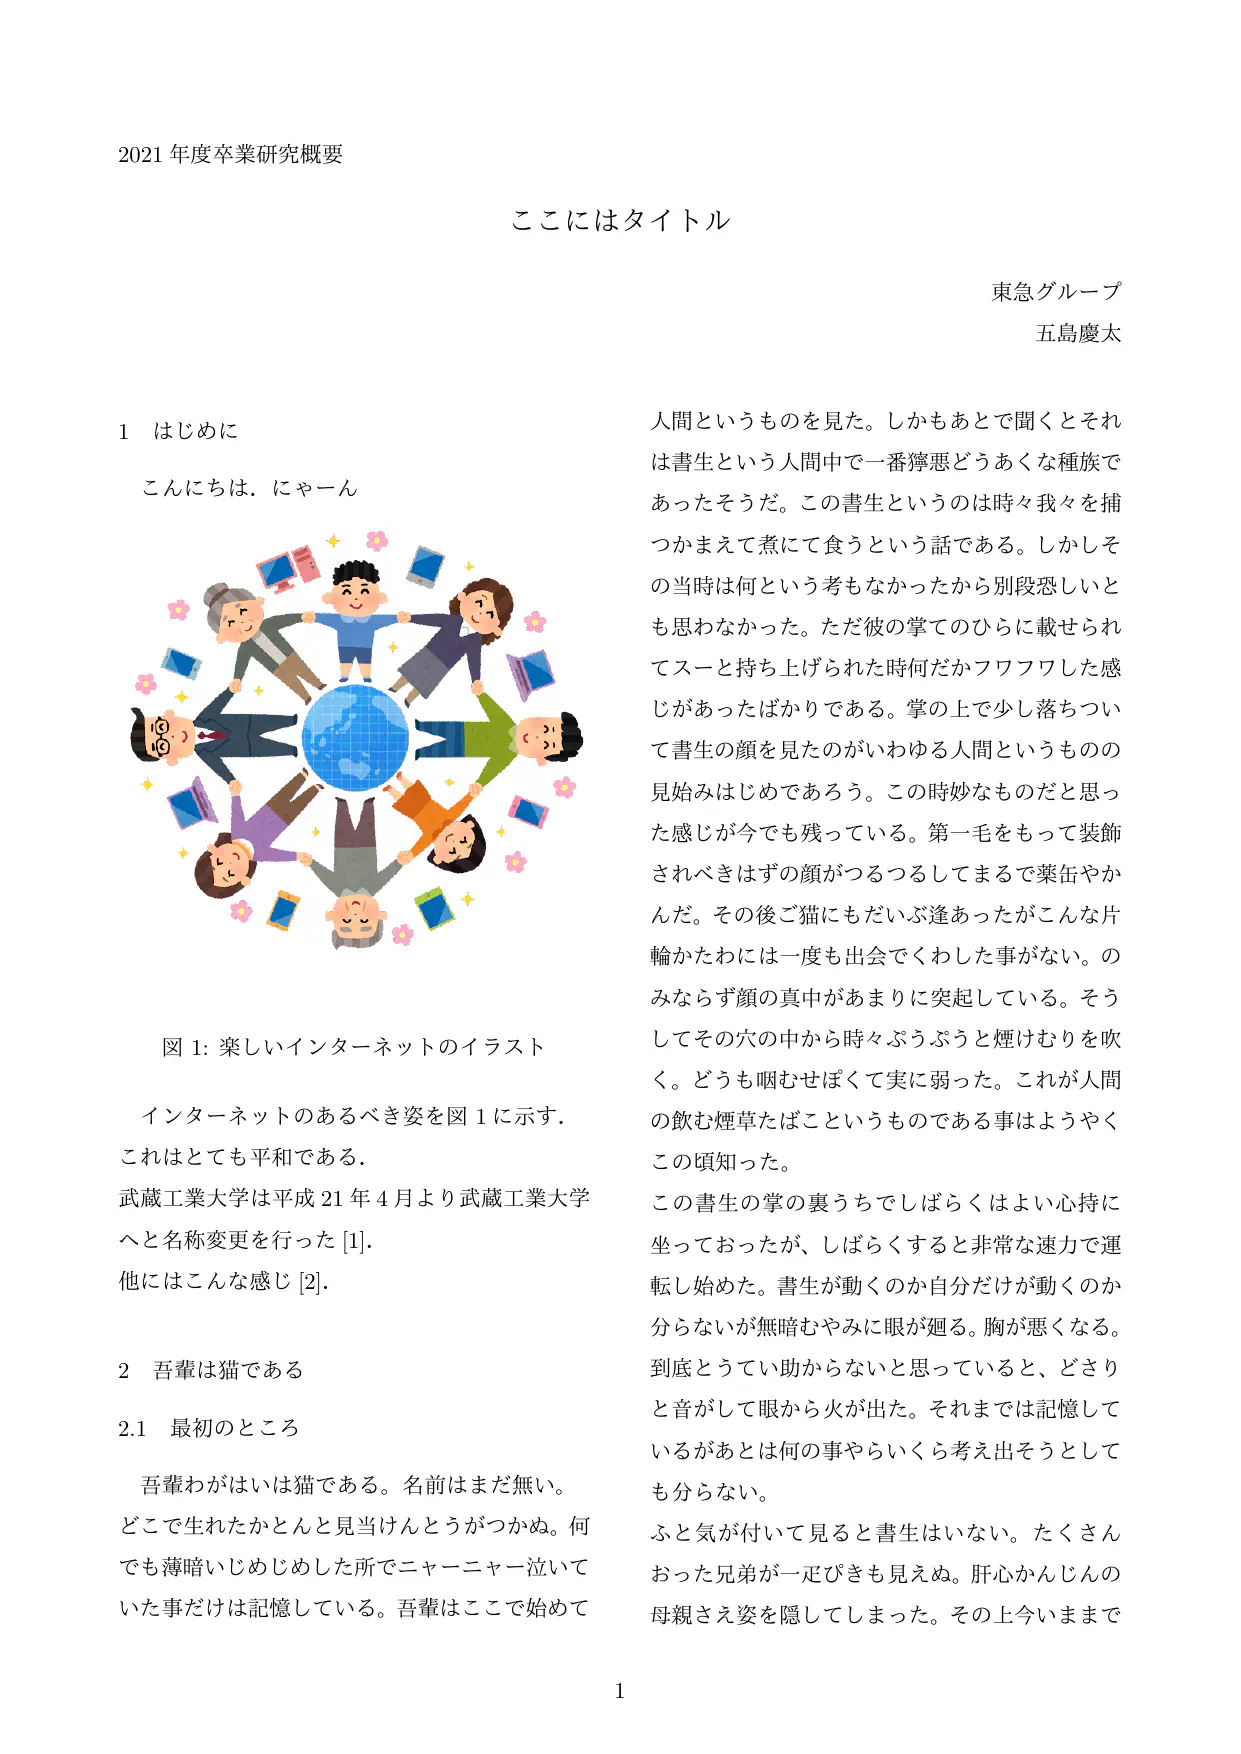 2021 年度卒業研究概要
ここにはタイトル
東急グループ
五島慶太
1 はじめに
こんにちは．にゃーん
図 1: 楽しいインターネットのイラスト
インターネットのあるべき姿を図 1 に示す．
これはとても平和である．
武蔵工業大学は平成 21 年 4 月より武蔵工業大学
へと名称変更を行った [1]．
他にはこんな感じ [2]．
2 吾輩は猫である
2.1 最初のところ
吾輩わがはいは猫である。名前はまだ無い。
どこで生れたかとんと見当けんとうがつかぬ。何
でも薄暗いじめじめした所でニャーニャー泣いて
いた事だけは記憶している。吾輩はここで始めて
人間というものを見た。しかもあとで聞くとそれ
は書生という人間中で一番獰悪どうあくな種族で
あったそうだ。この書生というのは時々我々を捕
つかまえて煮にて食うという話である。しかしそ
の当時は何という考もなかったから別段恐しいと
も思わなかった。ただ彼の掌てのひらに載せられ
てスーと持ち上げられた時何だかフワフワした感
じがあったばかりである。掌の上で少し落ちつい
て書生の顔を見たのがいわゆる人間というものの
見始みはじめであろう。この時妙なものだと思っ
た感じが今でも残っている。第一毛をもって装飾
されべきはずの顔がつるつるしてまるで薬缶やか
んだ。その後ご猫にもだいぶ逢あったがこんな片
輪かたわには一度も出会でくわした事がない。の
みならず顔の真中があまりに突起している。そう
してその穴の中から時々ぷうぷうと煙けむりを吹
く。どうも咽むせぽくて実に弱った。これが人間
の飲む煙草たばこというものである事はようやく
この頃知った。
この書生の掌の裏うちでしばらくはよい心持に
坐っておったが、しばらくすると非常な速力で運
転し始めた。書生が動くのか自分だけが動くのか
分らないが無暗むやみに眼が廻る。胸が悪くなる。
到底とうてい助からないと思っていると、どさり
と音がして眼から火が出た。それまでは記憶して
いるがあとは何の事やらいくら考え出そうとして
も分らない。
ふと気が付いて見ると書生はいない。たくさん
おった兄弟が一疋ぴきも見えぬ。肝心かんじんの
母親さえ姿を隠してしまった。その上今いままで
1